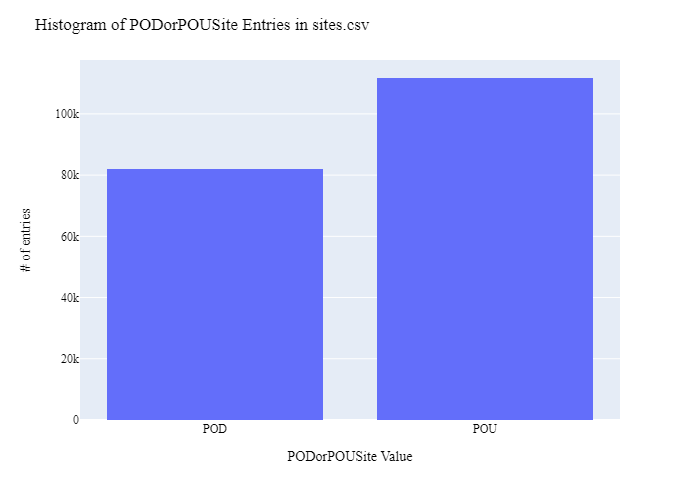 Histogram of PODorPOUSite Entries in sites.csv
100k
80k
60k
40k
20k
0
# of entries
POD
POU
PODorPOUSite Value